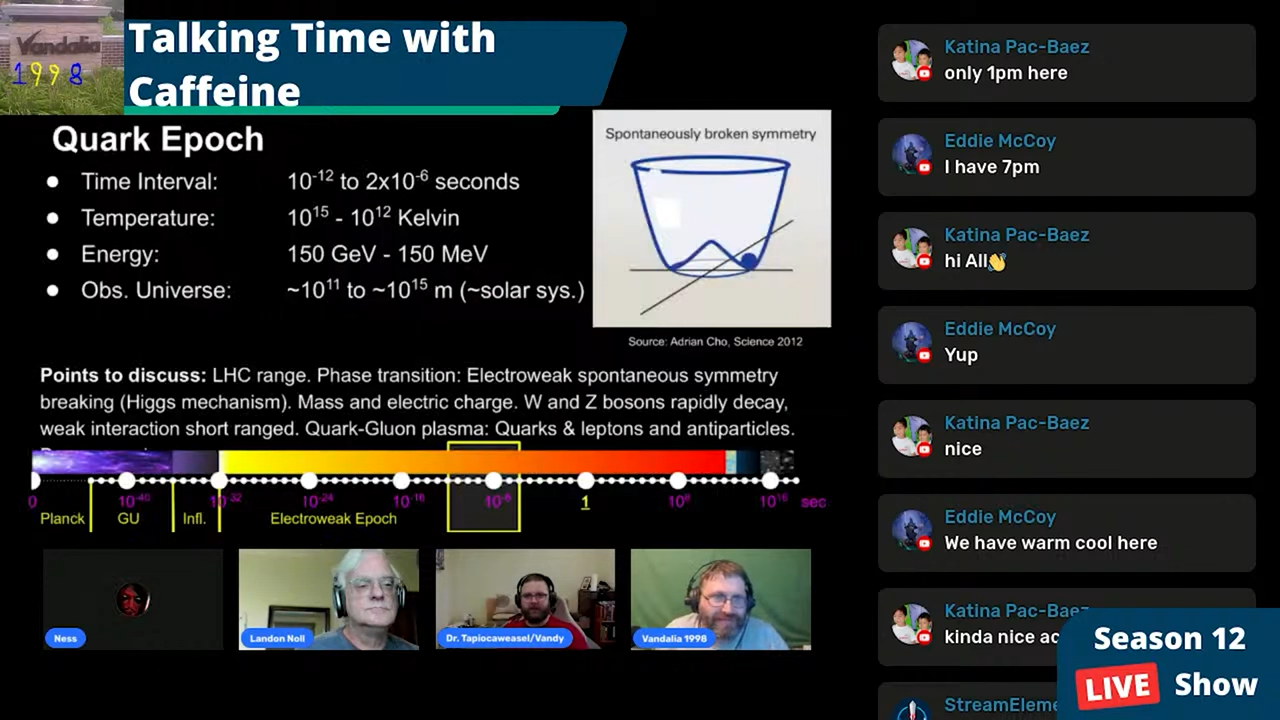 Vandalia
1998
Talking Time with
Caffeine
Quark Epoch
● Time Interval: 10⁻¹² to 2x10⁻⁶ seconds
● Temperature: 10¹⁵ - 10¹² Kelvin
● Energy: 150 GeV - 150 MeV
● Obs. Universe: ~10¹¹ to ~10¹⁵ m (~solar sys.)
Spontaneously broken symmetry
Source: Adrian Cho, Science 2012
Points to discuss: LHC range. Phase transition: Electroweak spontaneous symmetry
breaking (Higgs mechanism). Mass and electric charge. W and Z bosons rapidly decay,
weak interaction short ranged. Quark-Gluon plasma: Quarks & leptons and antiparticles.
0 10⁻⁴⁰ 10⁻³² 10⁻²⁴ 10⁻¹⁶ 10⁻⁸ 1 10⁸ 10¹⁶ sec
Planck GU Infl. Electroweak Epoch
Ness
Landon Noll
Dr. Tapiocaweasel/Vandy
Vandalia 1998
Katina Pac-Baez
only 1pm here
Eddie McCoy
I have 7pm
Katina Pac-Baez
hi All👋
Eddie McCoy
Yup
Katina Pac-Baez
nice
Eddie McCoy
We have warm cool here
Katina Pac-Baez
kinda nice
StreamEleme
Season 12
LIVE Show